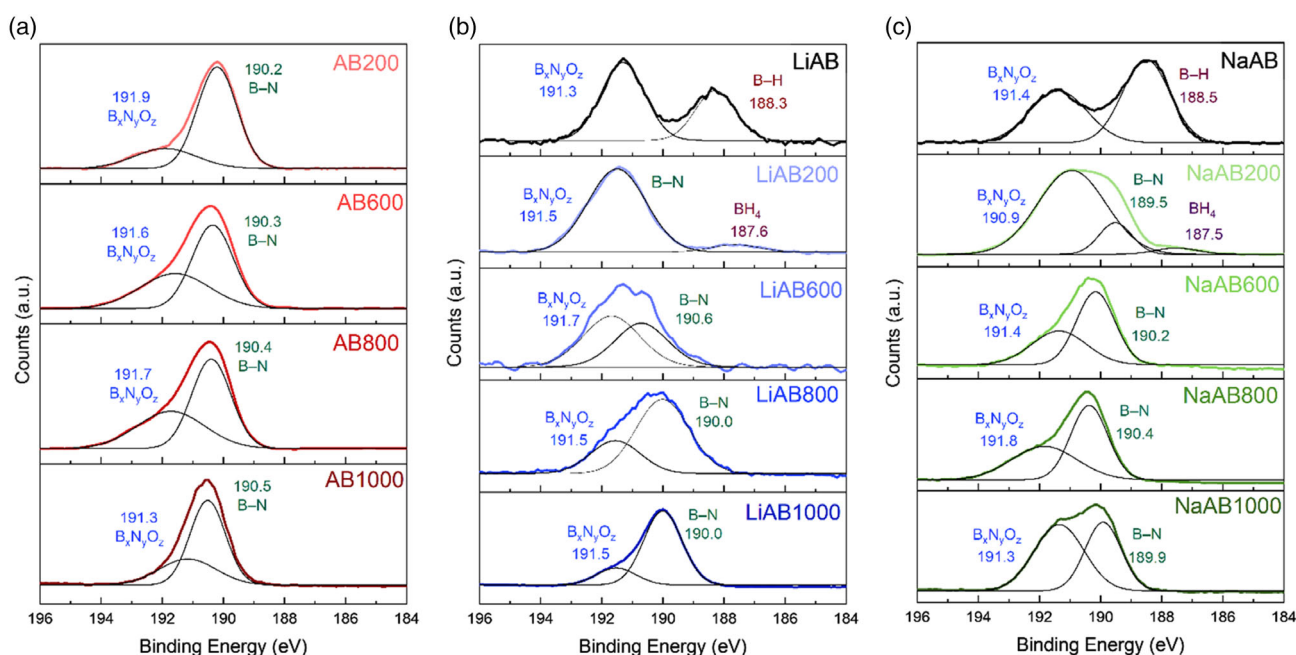 (a)
AB200
190.2
B–N
191.9
BxNyOz
AB600
190.3
B–N
191.6
BxNyOz
AB800
190.4
B–N
191.7
BxNyOz
AB1000
190.5
B–N
191.3
BxNyOz
Counts (a.u.)
196 194 192 190 188 186 184
Binding Energy (eV)
(b)
LiAB
BxNyOz
191.3
B–H
188.3
LiAB200
B–N
BxNyOz
191.5
BH4
187.6
LiAB600
BxNyOz
191.7
B–N
190.6
LiAB800
B–N
190.0
BxNyOz
191.5
LiAB1000
B–N
190.0
BxNyOz
191.5
Counts (a.u.)
196 194 192 190 188 186 184
Binding Energy (eV)
(c)
NaAB
BxNyOz
191.4
B–H
188.5
NaAB200
B–N
189.5
BxNyOz
190.9
BH4
187.5
NaAB600
BxNyOz
191.4
B–N
190.2
NaAB800
BxNyOz
191.8
B–N
190.4
NaAB1000
BxNyOz
191.3
B–N
189.9
Counts (a.u.)
196 194 192 190 188 186 184
Binding Energy (eV)